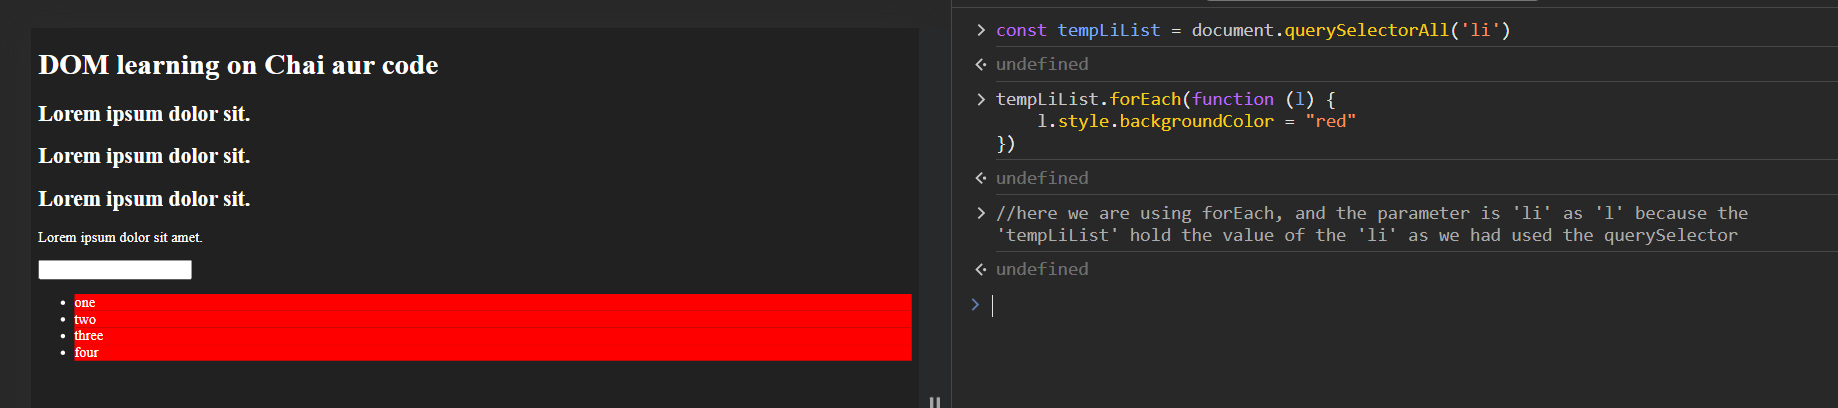 DOM learning on Chai aur code
Lorem ipsum dolor sit.
Lorem ipsum dolor sit.
Lorem ipsum dolor sit.
Lorem ipsum dolor sit amet.
• one
• two
• three
• four
> const tempLiList = document.querySelectorAll('li')
undefined
> tempLiList.forEach(function (l) {
l.style.backgroundColor = "red"
})
undefined
> //here we are using forEach, and the parameter is 'li' as 'l' because the
'tempLiList' hold the value of the 'li' as we had used the querySelector
undefined
>